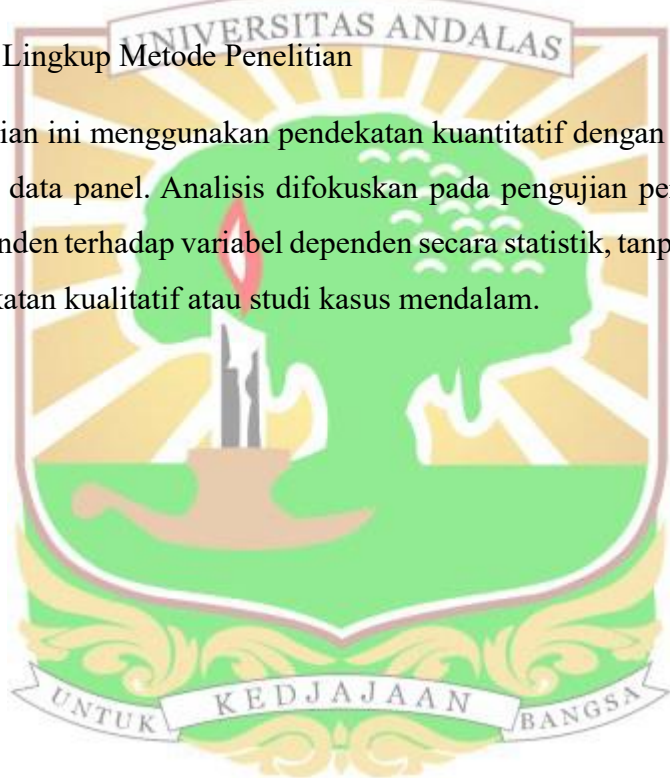 UNIVERSITAS ANDALAS
Lingkup Metode Penelitian
ian ini menggunakan pendekatan kuantitatif dengan
data panel. Analisis difokuskan pada pengujian pe
nden terhadap variabel dependen secara statistik, tanp
katan kualitatif atau studi kasus mendalam.
UNTUK KEDJAJAAN BANGSA